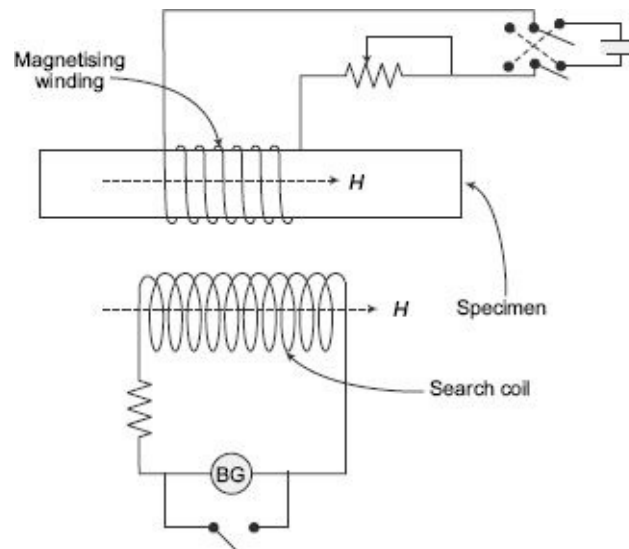 Magnetising
winding
H
H
Specimen
Search coil
BG